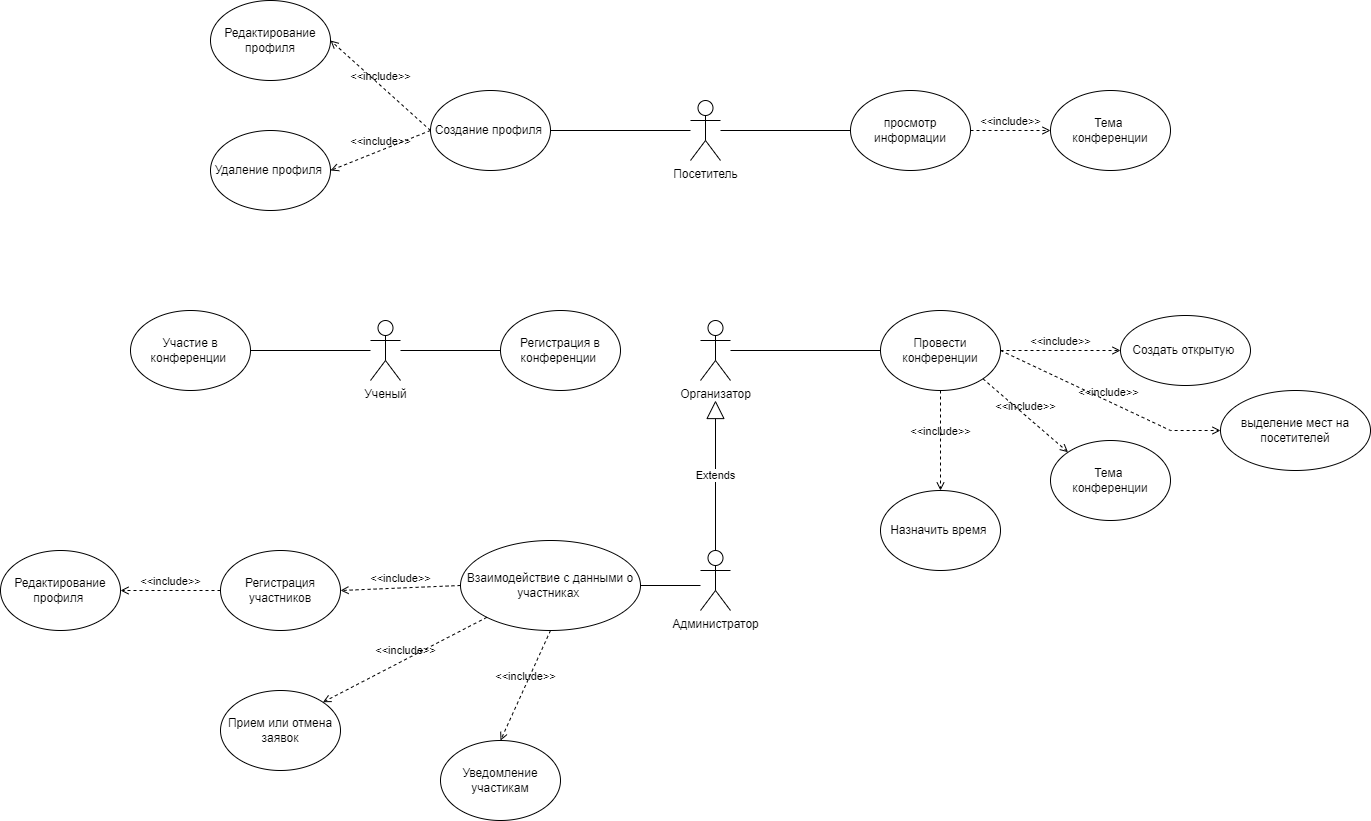 Редактирование
профиля
<<include>>
Создание профиля
<<include>>
Удаление профиля
Посетитель
просмотр
информации
<<include>>
Тема
конференции
Участие в
конференции
Ученый
Регистрация в
конференции
Организатор
Провести
конференции
<<include>>
Создать открытую
<<include>>
выделение мест на
посетителей
<<include>>
Тема
конференции
<<include>>
Назначить время
Extends
Редактирование
профиля
<<include>>
Регистрация
участников
<<include>>
Взаимодействие с данными о
участниках
Администратор
<<include>>
Прием или отмена
заявок
<<include>>
Уведомление
участикам